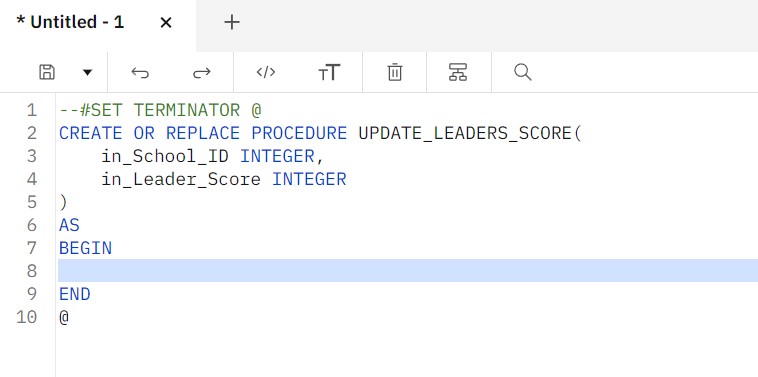 * Untitled - 1 × +
</> TT
1 --#SET TERMINATOR @
2 CREATE OR REPLACE PROCEDURE UPDATE_LEADERS_SCORE(
3     in_School_ID INTEGER,
4     in_Leader_Score INTEGER
5 )
6 AS
7 BEGIN
8
9 END
10 @